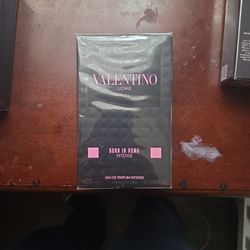 VALENTINO
UOMO
BORN IN ROMA
INTENSE
EAU DE PARFUM INTENSE